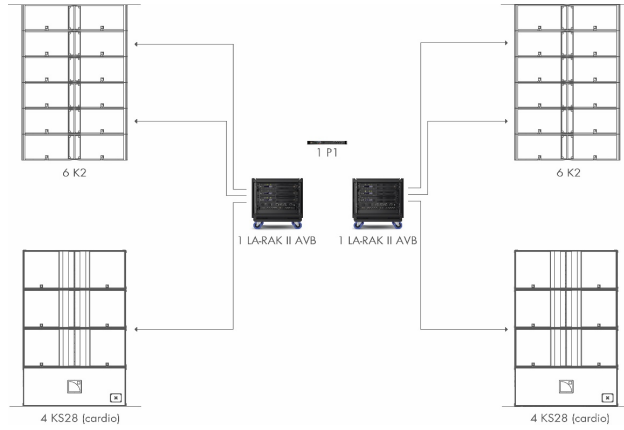 6 K2
1 P1
6 K2
1 LA-RAK II AVB
1 LA-RAK II AVB
4 KS28 (cardio)
4 KS28 (cardio)